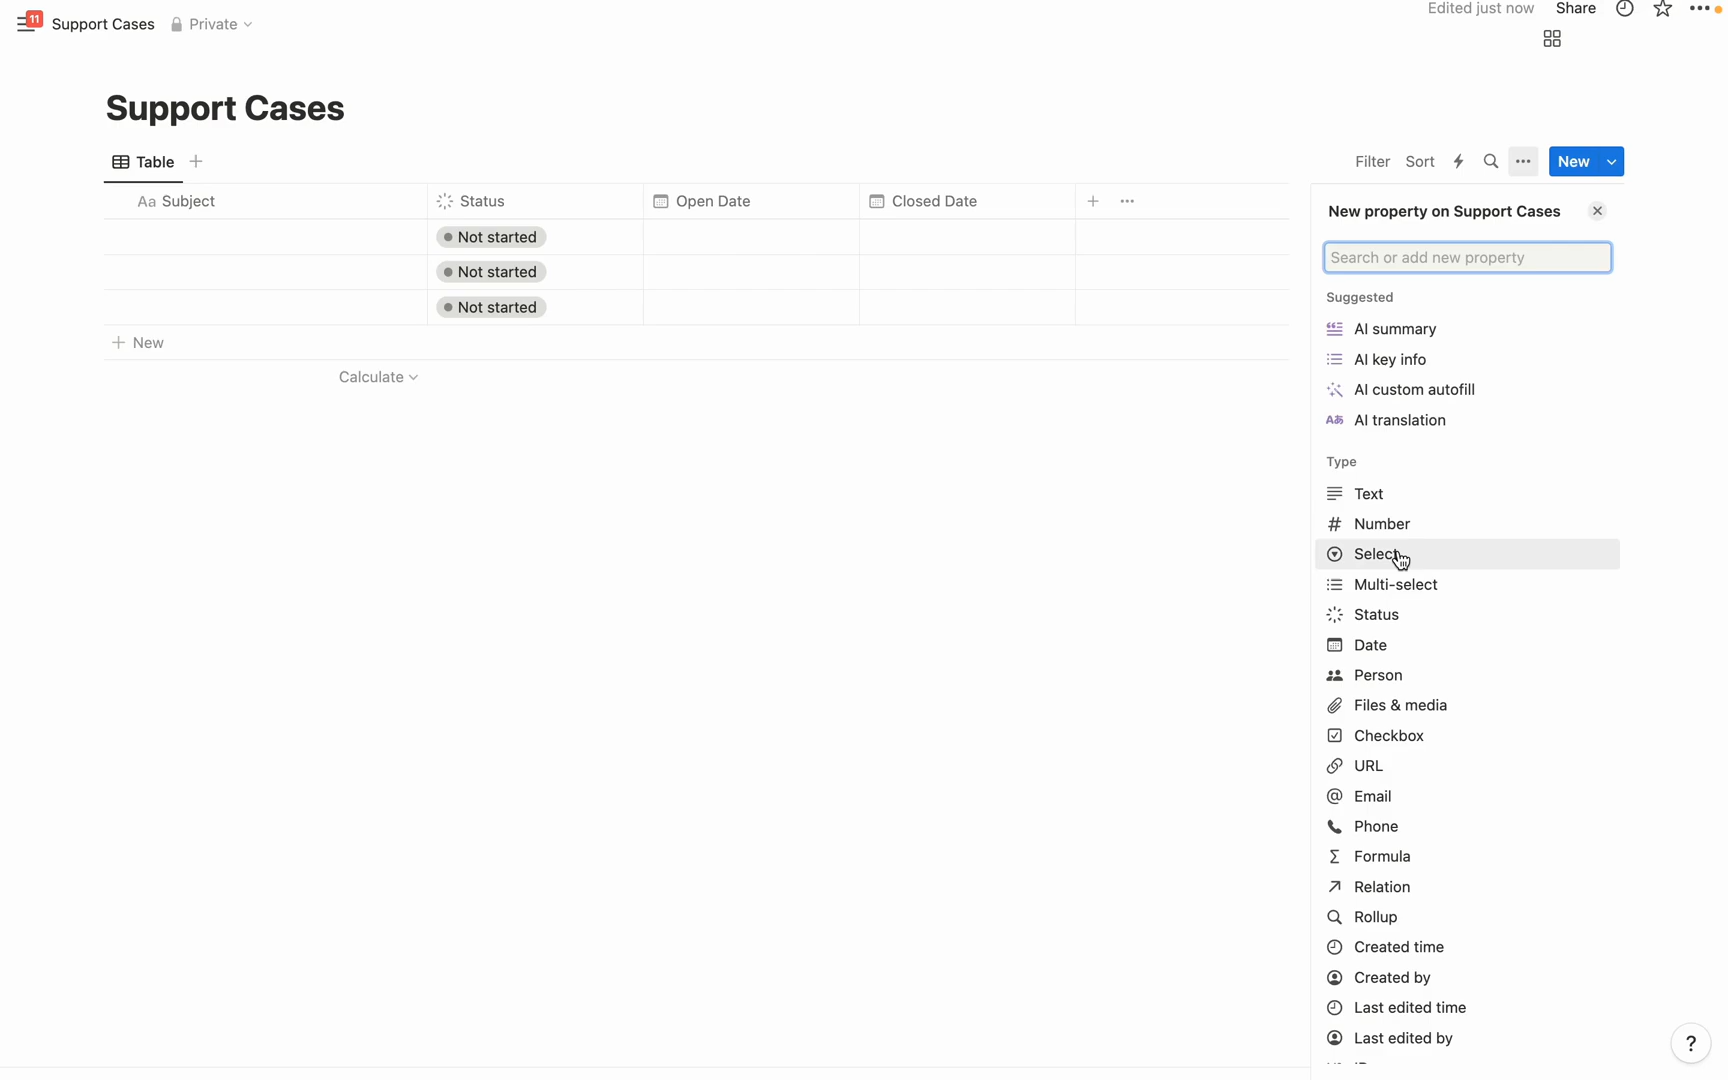 11 Support Cases Private
Edited just now Share
Support Cases
Table
Filter Sort New
Aa Subject Status Open Date Closed Date
Not started
Not started
Not started
New
Calculate
New property on Support Cases
Search or add new property
Suggested
AI summary
AI key info
AI custom autofill
Aあ AI translation
Type
Text
# Number
Select
Multi-select
Status
Date
Person
Files & media
Checkbox
URL
@ Email
Phone
Σ Formula
Relation
Rollup
Created time
Created by
Last edited time
Last edited by
?